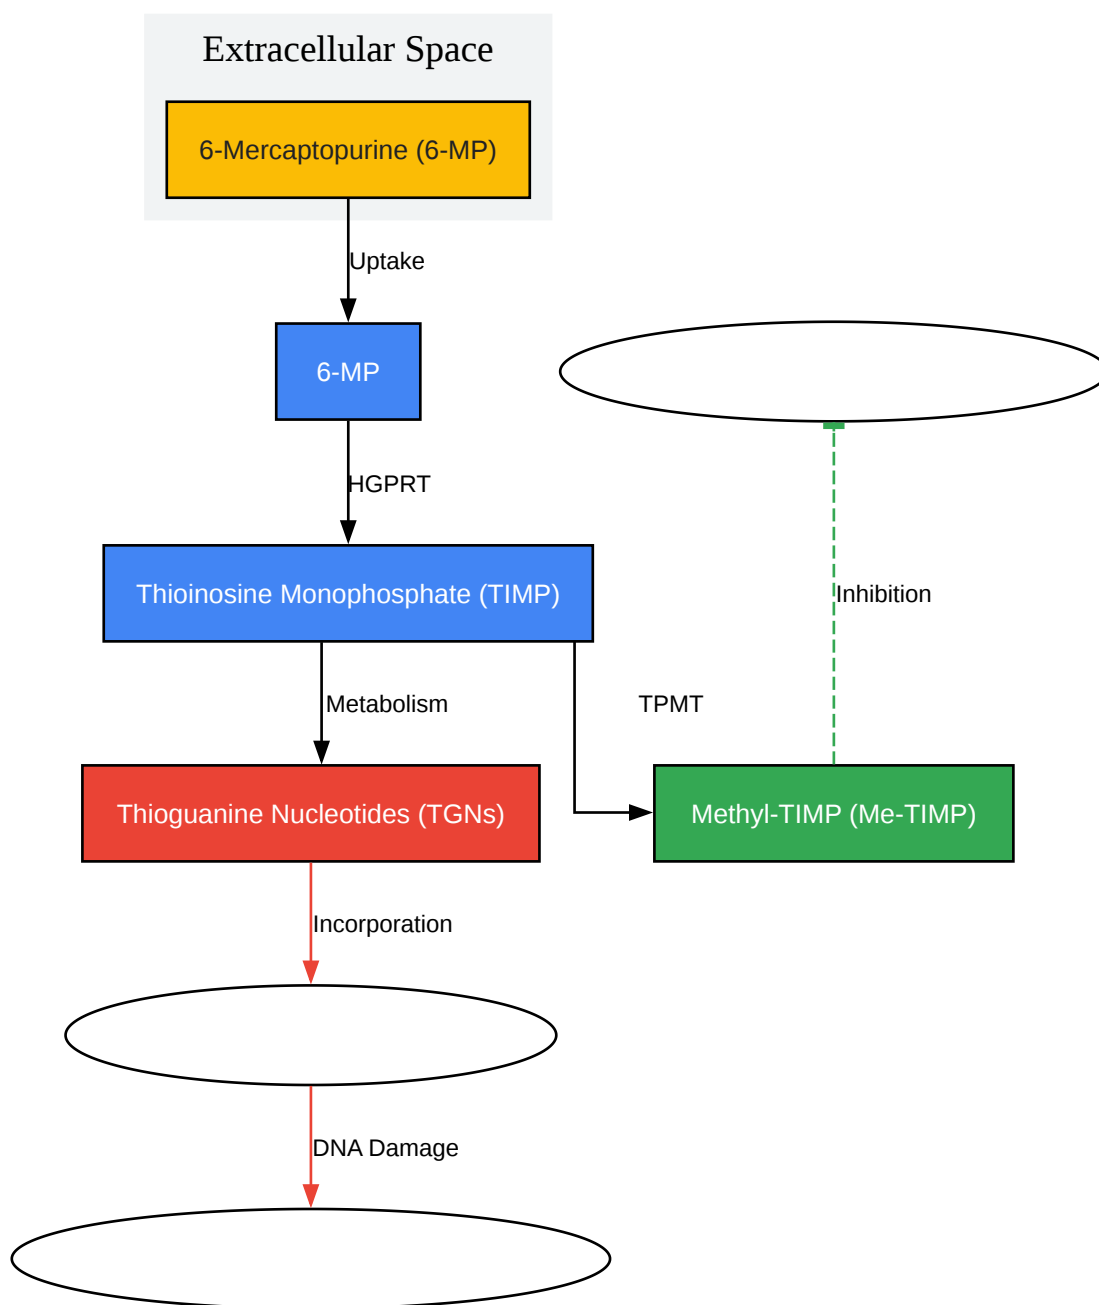 Extracellular Space
6-Mercaptopurine (6-MP)
Uptake
6-MP
HGPRT
Thioinosine Monophosphate (TIMP)
Inhibition
Metabolism
TPMT
Thioguanine Nucleotides (TGNs)
Methyl-TIMP (Me-TIMP)
Incorporation
DNA Damage